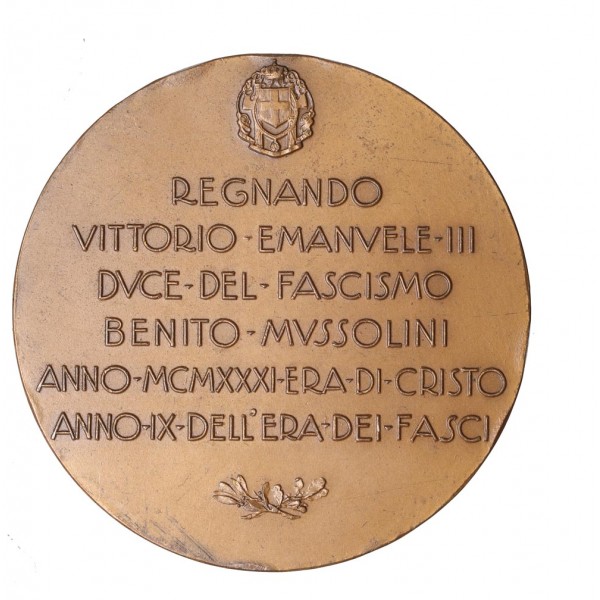 REGNANDO
VITTORIO-EMANVELE-III
DVCE-DEL-FASCISMO
BENITO-MVSSOLINI
ANNO-MCMXXXI-ERA-DI-CRISTO
ANNO-IX-DELL'ERA-DEI-FASCI